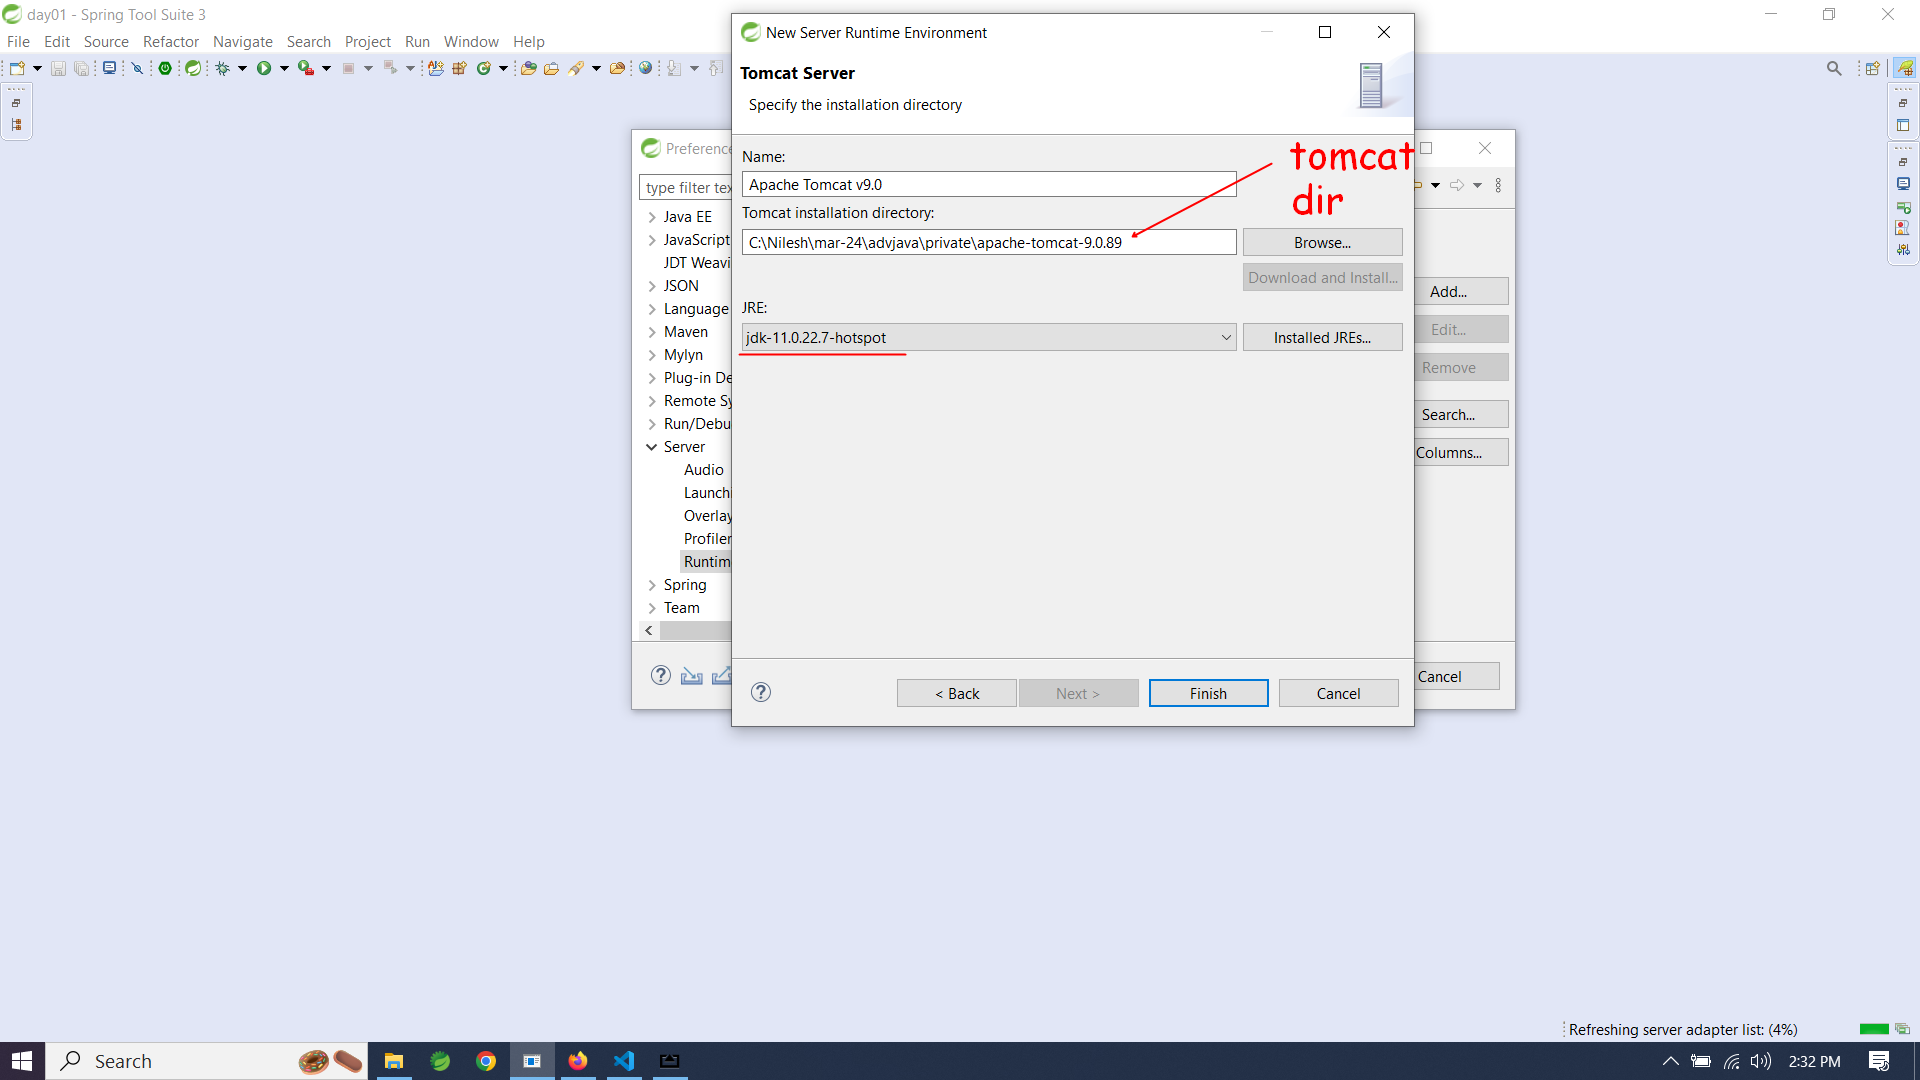 day01 - Spring Tool Suite 3
File Edit Source Refactor Navigate Search Project Run Window Help
New Server Runtime Environment
Tomcat Server
Specify the installation directory
Name:
Apache Tomcat v9.0
Tomcat installation directory:
C:\Nilesh\mar-24\advjava\private\apache-tomcat-9.0.89
Browse...
Download and Install...
JRE:
jdk-11.0.22.7-hotspot
Installed JREs...
tomcat
dir
< Back Next > Finish Cancel
Preference
type filter tex
Java EE
JavaScript
JDT Weavi
JSON
Language
Maven
Mylyn
Plug-in De
Remote Sy
Run/Debu
Server
Audio
Launchi
Overlay
Profiler
Runtim
Spring
Team
Add...
Edit...
Remove
Search...
Columns...
Cancel
Refreshing server adapter list: (4%)
Search
2:32 PM